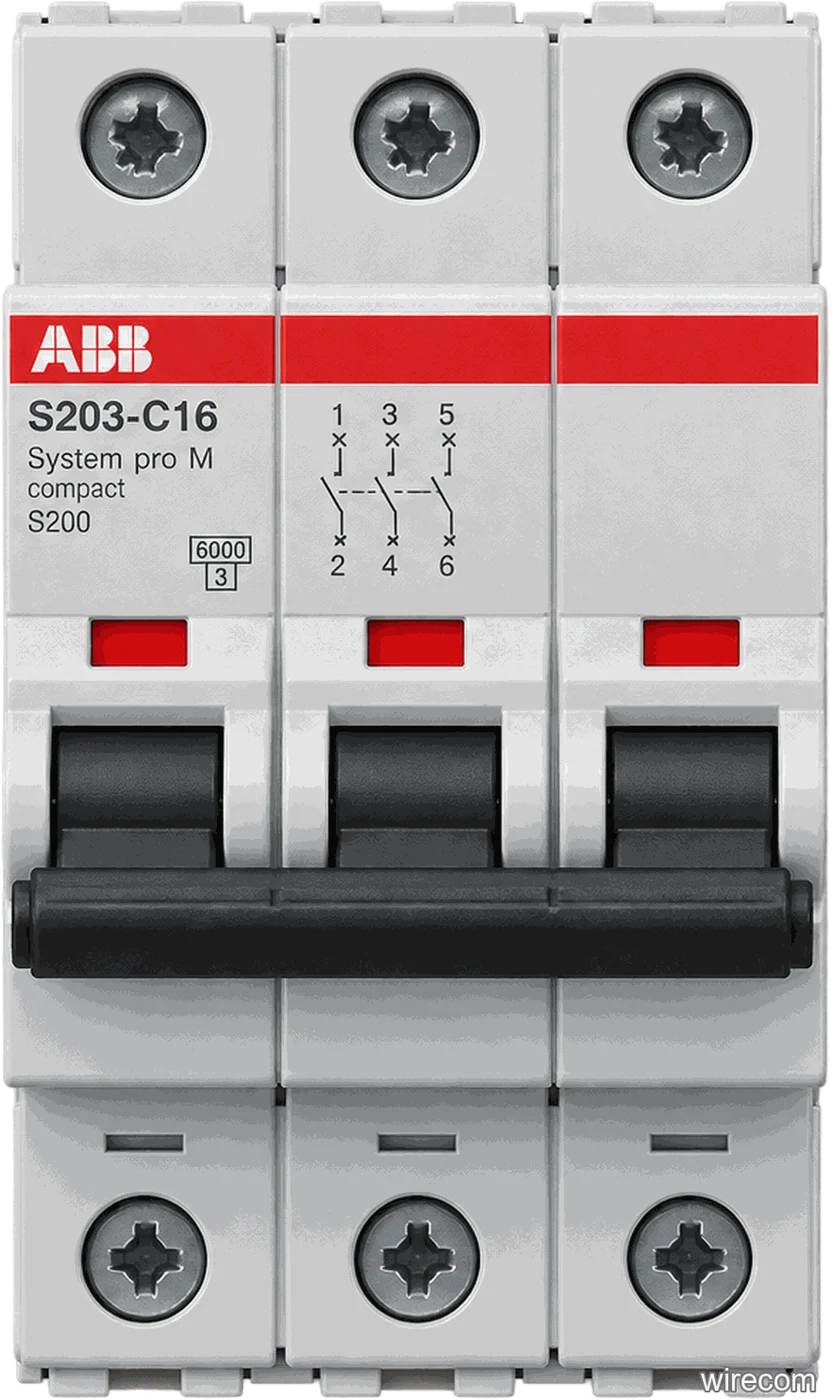 ABB
S203-C16
System pro M
compact
S200
6000
3
1 3 5
2 4 6
wirecom